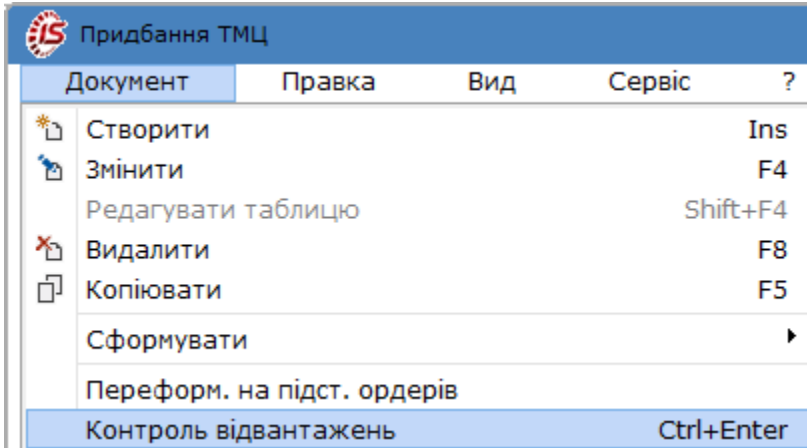 IS Придбання ТМЦ
Документ Правка Вид Сервіс ?
Створити Ins
Змінити F4
Редагувати таблицю Shift+F4
Видалити F8
Копіювати F5
Сформувати
Переформ. на підст. ордерів
Контроль відвантажень Ctrl+Enter